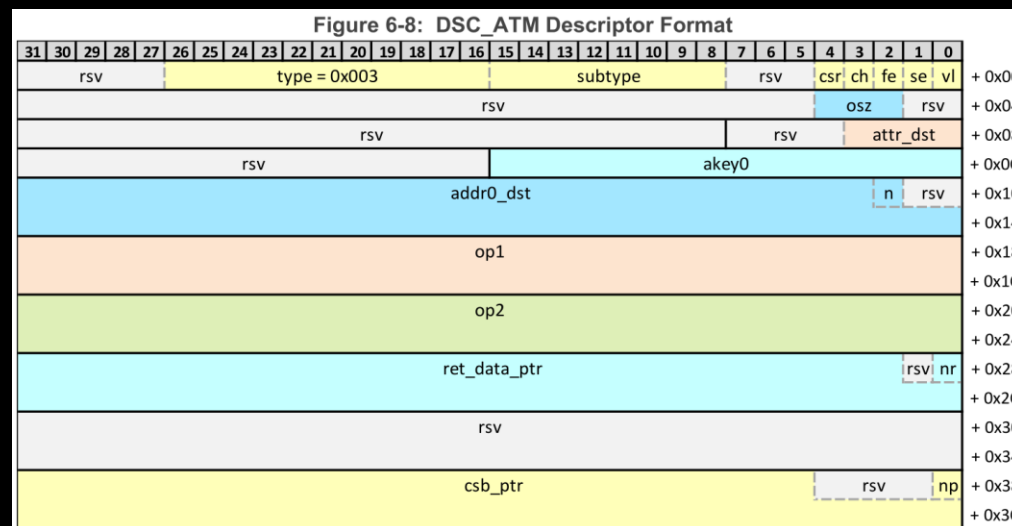 Figure 6-8: DSC_ATM Descriptor Format
31 30 29 28 27 26 25 24 23 22 21 20 19 18 17 16 15 14 13 12 11 10 9 8 7 6 5 4 3 2 1 0
rsv type = 0x003 subtype rsv csr ch fe se vl
rsv osz rsv
rsv rsv attr_dst
rsv akey0
addr0_dst n rsv
op1
+ 0x18
op2
ret_data_ptr rsv nr
rsv
csb_ptr rsv np